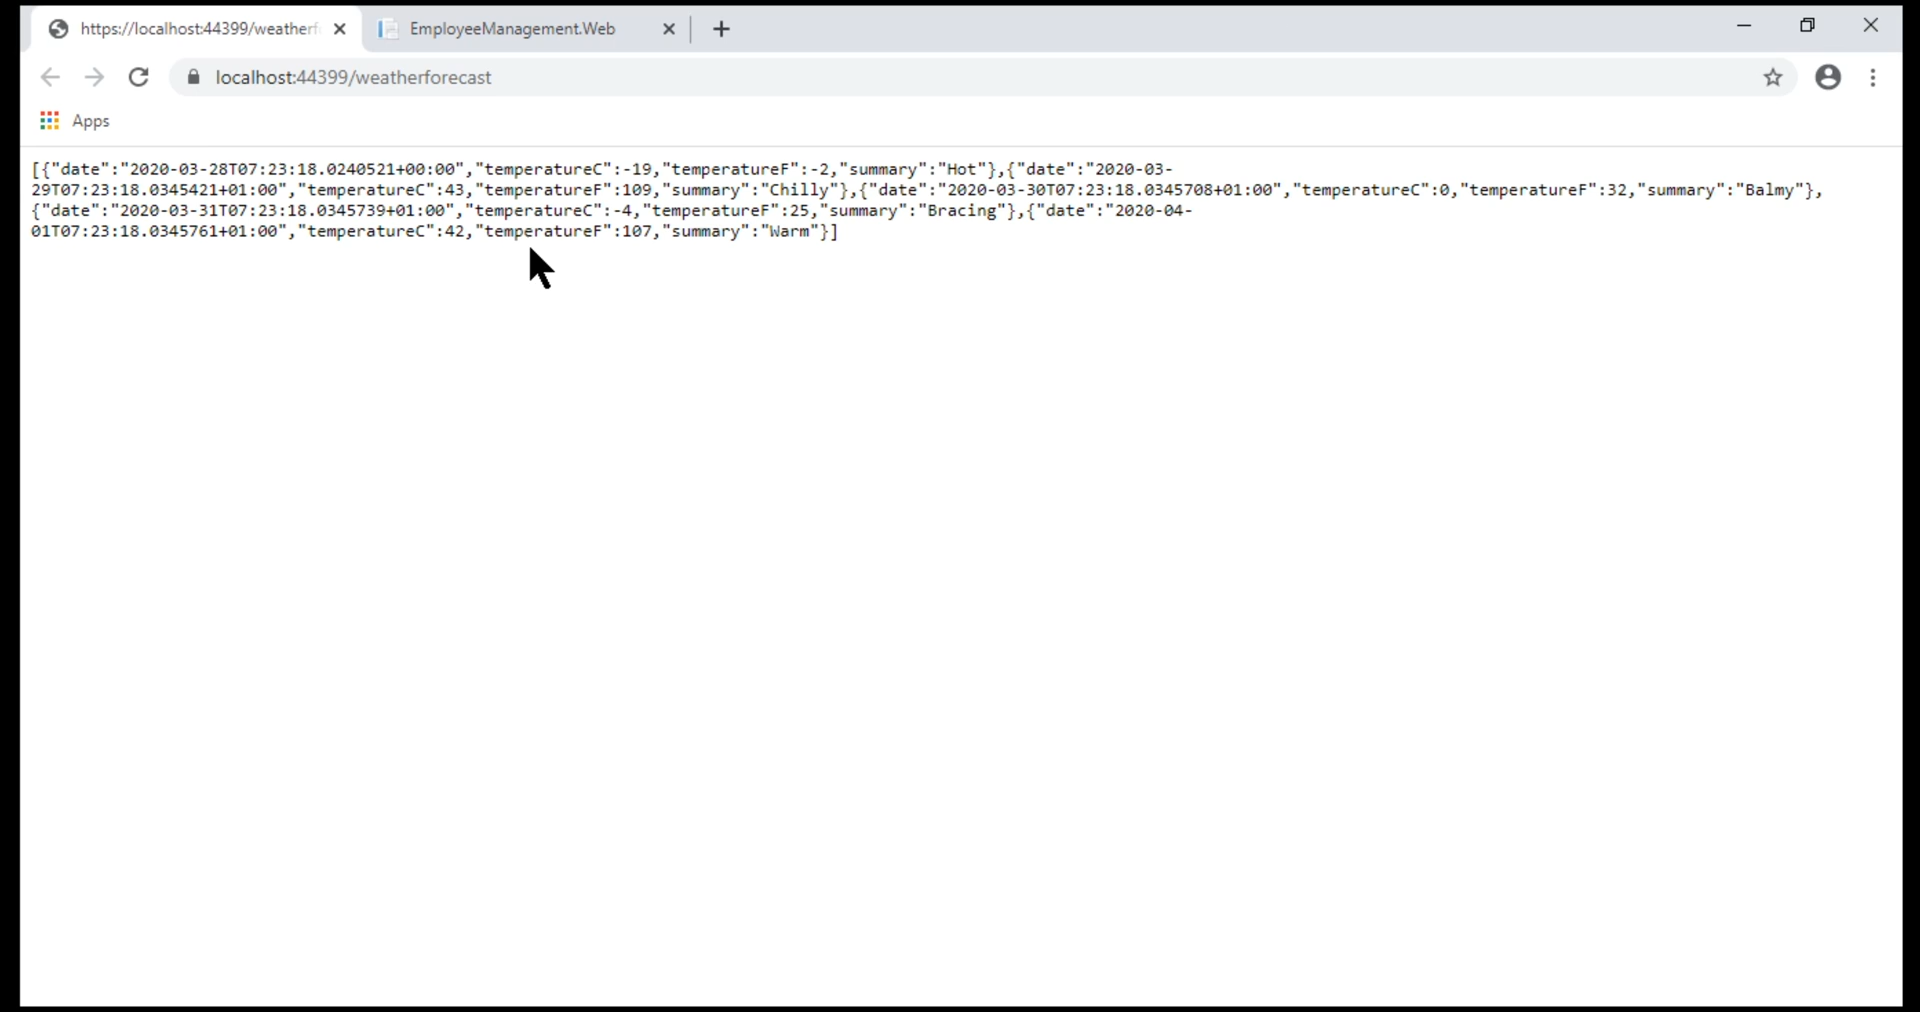 https://localhost:44399/weatherf
EmployeeManagement.Web
localhost:44399/weatherforecast
Apps
[{"date":"2020-03-28T07:23:18.0240521+00:00","temperatureC":-19,"temperatureF":-2,"summary":"Hot"},{"date":"2020-03-
29T07:23:18.0345421+01:00","temperatureC":43,"temperatureF":109,"summary":"Chilly"},{"date":"2020-03-30T07:23:18.0345708+01:00","temperatureC":0,"temperatureF":32,"summary":"Balmy"},
{"date":"2020-03-31T07:23:18.0345739+01:00","temperatureC":-4,"temperatureF":25,"summary":"Bracing"},{"date":"2020-04-
01T07:23:18.0345761+01:00","temperatureC":42,"temperatureF":107,"summary":"Warm"}]